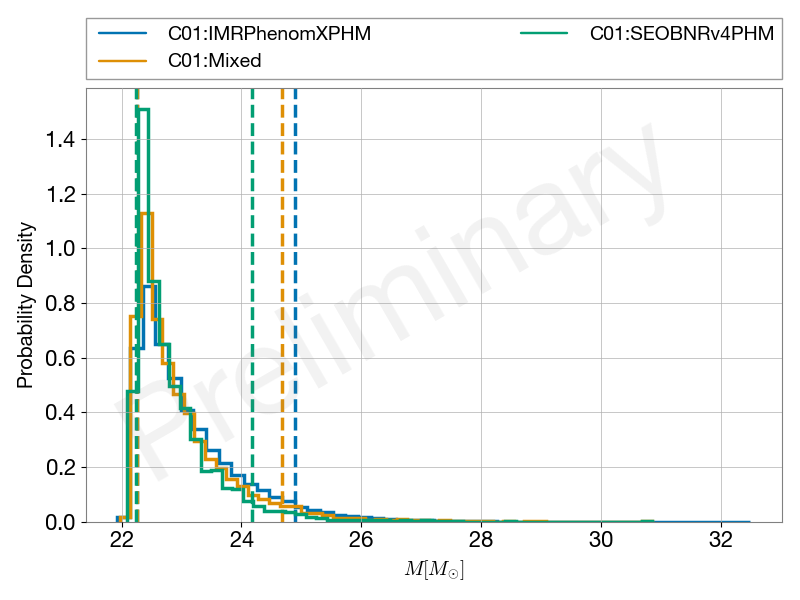 C01:IMRPhenomXPHM
C01:SEOBNRv4PHM
C01:Mixed
Preliminary
Probability Density
1.4
1.2
1.0
0.8
0.6
0.4
0.2
0.0
22
24
26
28
30
32
M[M⊙]